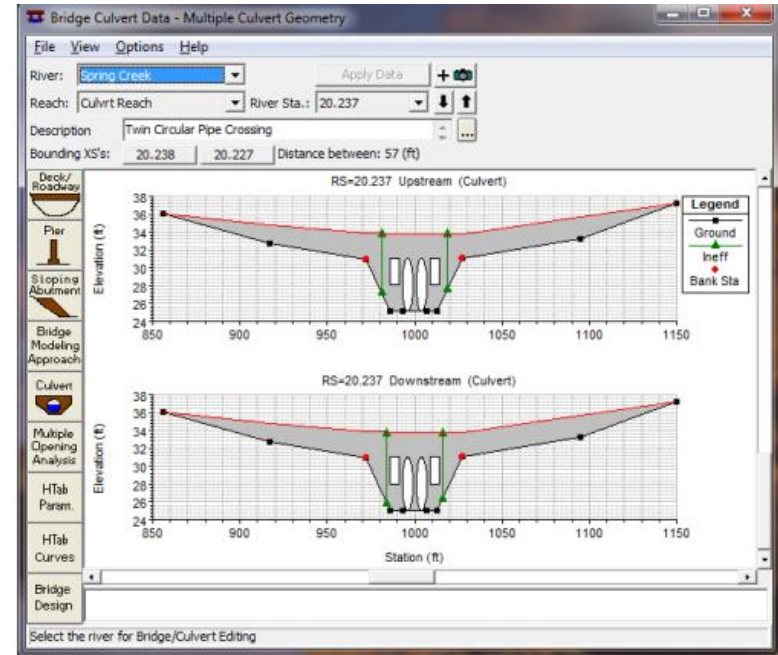 Bridge Culvert Data - Multiple Culvert Geometry
File View Options Help
River: Spring Creek Apply Data +
Reach: Culvrt Reach River Sta.: 20.237
Description Twin Circular Pipe Crossing ...
Bounding XS's: 20.238 20.227 Distance between: 57 (ft)
Deck/
Roadway
Pier
Sloping
Abutment
Bridge
Modeling
Approach
Culvert
Multiple
Opening
Analysis
HTab
Param.
HTab
Curves
Bridge
Design
RS=20.237 Upstream (Culvert)
Elevation (ft)
38
36
34
32
30
28
26
24
850 900 950 1000 1050 1100 1150
Legend
Ground
Ineff
Bank Sta
RS=20.237 Downstream (Culvert)
Elevation (ft)
38
36
34
32
30
28
26
24
850 900 950 1000 1050 1100 1150
Station (ft)
Select the river for Bridge/Culvert Editing